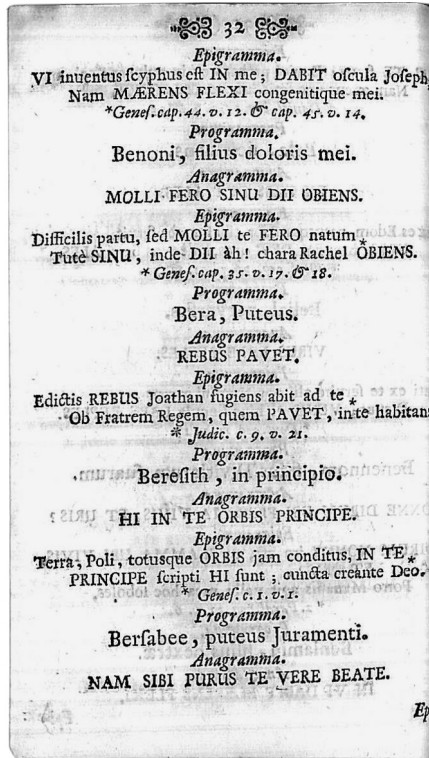 32
Epigramma.
VI inuentus ſcyphus eſt IN me; DABIT oſcula Joſeph,
Nam MÆRENS FLEXI congenitique mei.
*Geneſ. cap. 44. v. 12. & cap. 45. v. 14.
Programma.
Benoni, filius doloris mei.
Anagramma.
MOLLI FERO SINU DII OBIENS.
Epigramma.
Difficilis partu, ſed MOLLI te FERO natum *
Tutè SINU, inde DII àh! chara Rachel OBIENS.
* Geneſ. cap. 35. v. 17. & 18.
Programma.
Bera, Puteus.
Anagramma.
REBUS PAVET.
Epigramma.
Edictis REBUS Joathan fugiens abit ad te *
Ob Fratrem Regem, quem PAVET, in te habitans
* Judic. c. 9. v. 21.
Programma.
Bereſith, in principio.
Anagramma.
HI IN TE ORBIS PRINCIPE.
Epigramma.
Terra, Poli, totusque ORBIS jam conditus, IN TE *
PRINCIPE ſcripti HI ſunt; cuncta creante Deo.
* Geneſ. c. 1. v. 1.
Programma.
Berſabee, puteus Juramenti.
Anagramma.
NAM SIBI PURUS TE VERE BEATE.
Ep